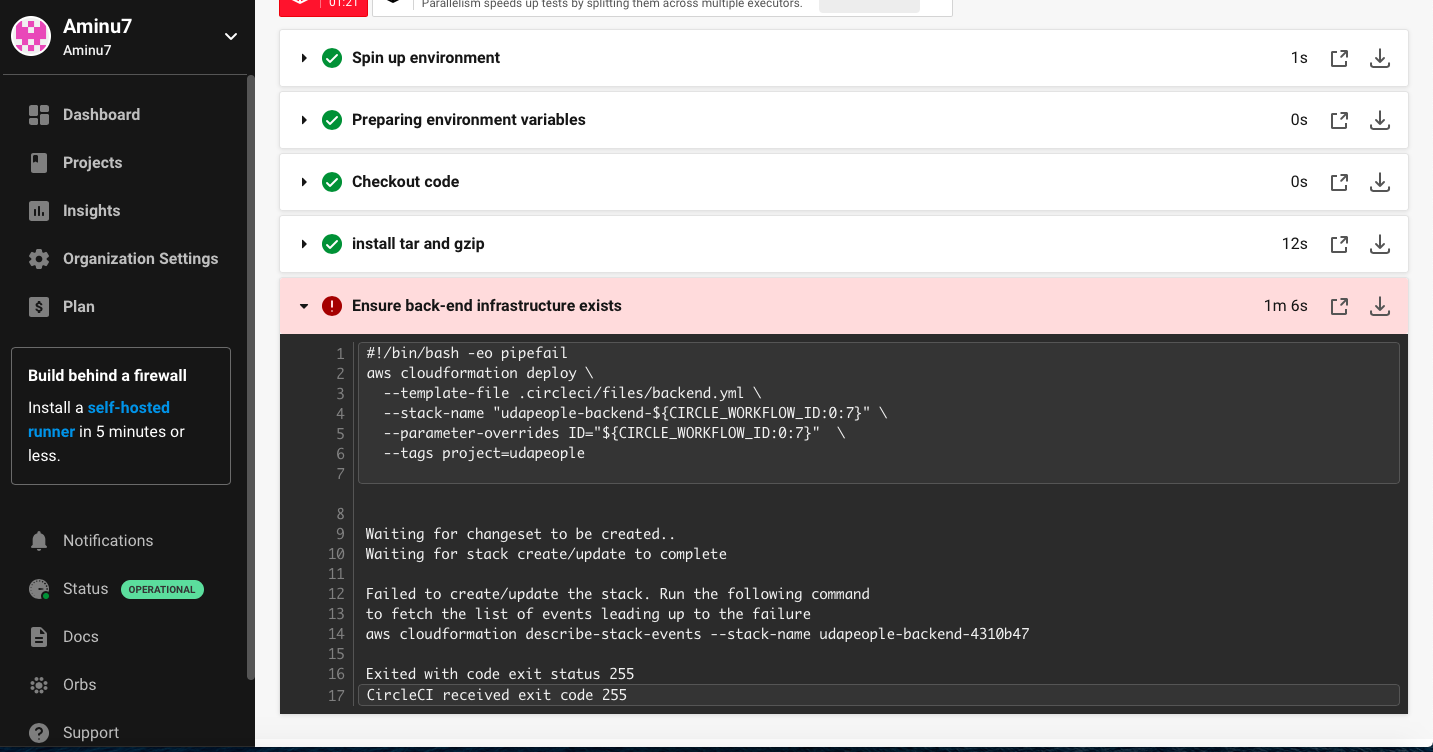 Aminu7
Aminu7
Dashboard
Projects
Insights
Organization Settings
Plan
Build behind a firewall
Install a self-hosted
runner in 5 minutes or
less.
Notifications
Status OPERATIONAL
Docs
Orbs
Support
01:21
Parallelism speeds up tests by splitting them across multiple executors.
Spin up environment 1s
Preparing environment variables 0s
Checkout code 0s
install tar and gzip 12s
Ensure back-end infrastructure exists 1m 6s
1 #!/bin/bash -eo pipefail
2 aws cloudformation deploy \
3 --template-file .circleci/files/backend.yml \
4 --stack-name "udapeople-backend-${CIRCLE_WORKFLOW_ID:0:7}" \
5 --parameter-overrides ID="${CIRCLE_WORKFLOW_ID:0:7}"  \
6 --tags project=udapeople
7
8
9 Waiting for changeset to be created..
10 Waiting for stack create/update to complete
11
12 Failed to create/update the stack. Run the following command
13 to fetch the list of events leading up to the failure
14 aws cloudformation describe-stack-events --stack-name udapeople-backend-4310b47
15
16 Exited with code exit status 255
17 CircleCI received exit code 255